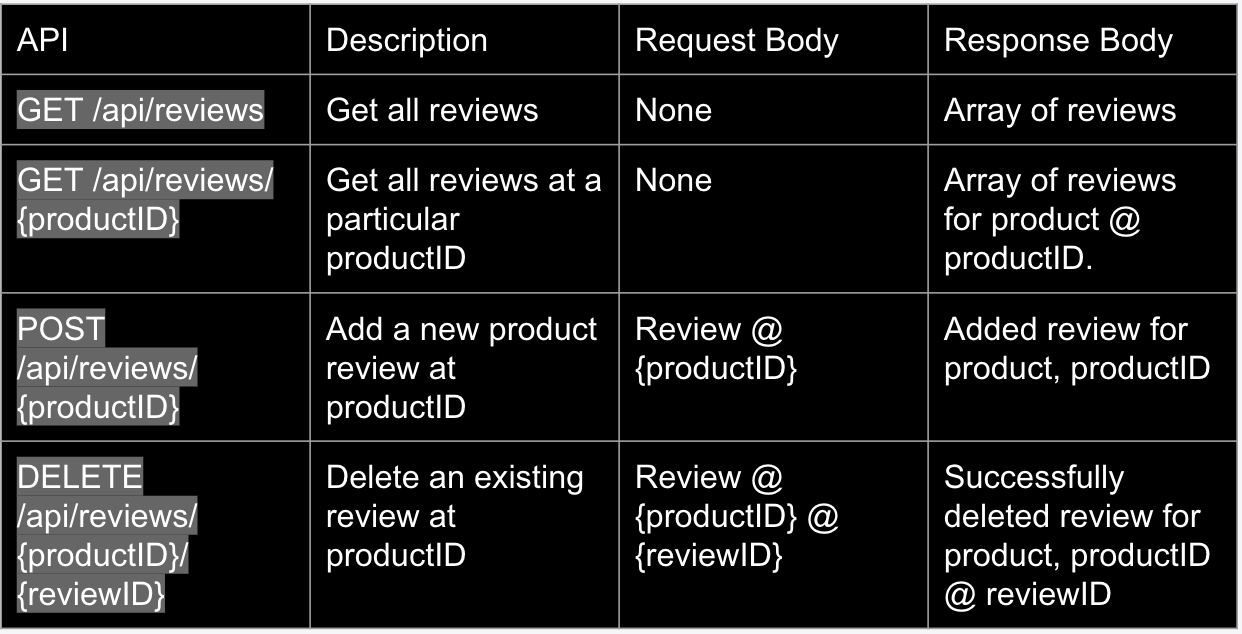 API
Description
Request Body
Response Body
GET /api/reviews
Get all reviews
None
Array of reviews
GET /api/reviews/
{productID}
Get all reviews at a
particular
productID
None
Array of reviews
for product @
productID.
POST
/api/reviews/
{productID}
Add a new product
review at
productID
Review @
{productID}
Added review for
product, productID
DELETE
/api/reviews/
{productID}/
{reviewID}
Delete an existing
review at
productID
Review @
{productID} @
{reviewID}
Successfully
deleted review for
product, productID
@ reviewID